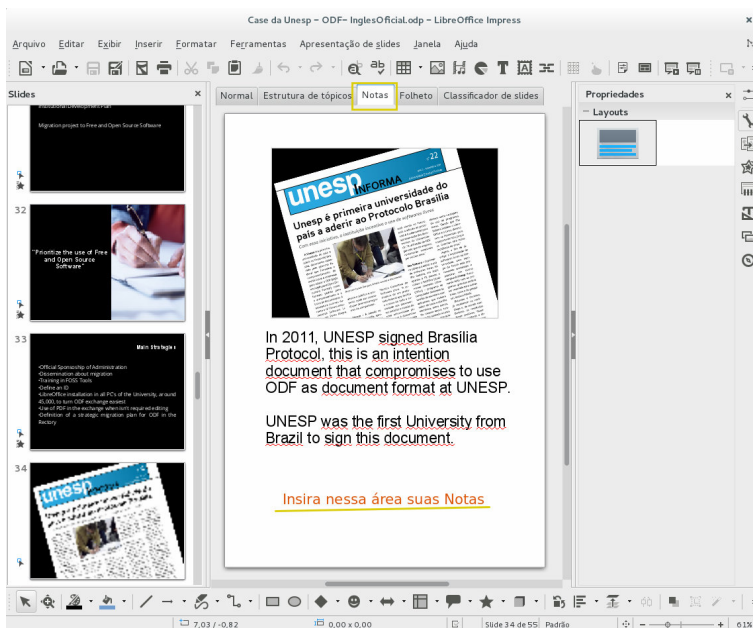 Case da Unesp – ODF– InglesOficial.odp – LibreOffice Impress
Arquivo Editar Exibir Inserir Formatar Ferramentas Apresentação de slides Janela Ajuda
Slides
Normal Estrutura de tópicos Notas Folheto Classificador de slides
Propriedades
Layouts
Institutional Development Plan
Migration project to Free and Open Source Software
32
"Prioritize the use of Free
and Open Source
Software"
33
Main Strategies
•Official Sponsorship of Administration
•Dissemination about migration
•Training in FOSS Tools
•Define an ID
•LibreOffice installation in all PC's of the University, around
45,000, to turn ODF exchange easiest
•Use of PDF in the exchange when isn't required editing
•Definition of a strategic migration plan for ODF in the
Rectory
34
unesp
22
unesp INFORMA
Unesp é primeira universidade do
país a aderir ao Protocolo Brasília
In 2011, UNESP signed Brasília
Protocol, this is an intention
document that compromises to use
ODF as document format at UNESP.
UNESP was the first University from
Brazil to sign this document.
Insira nessa área suas Notas
7,03 / -0,82
0,00 x 0,00
Slide 34 de 55
Padrão
61%